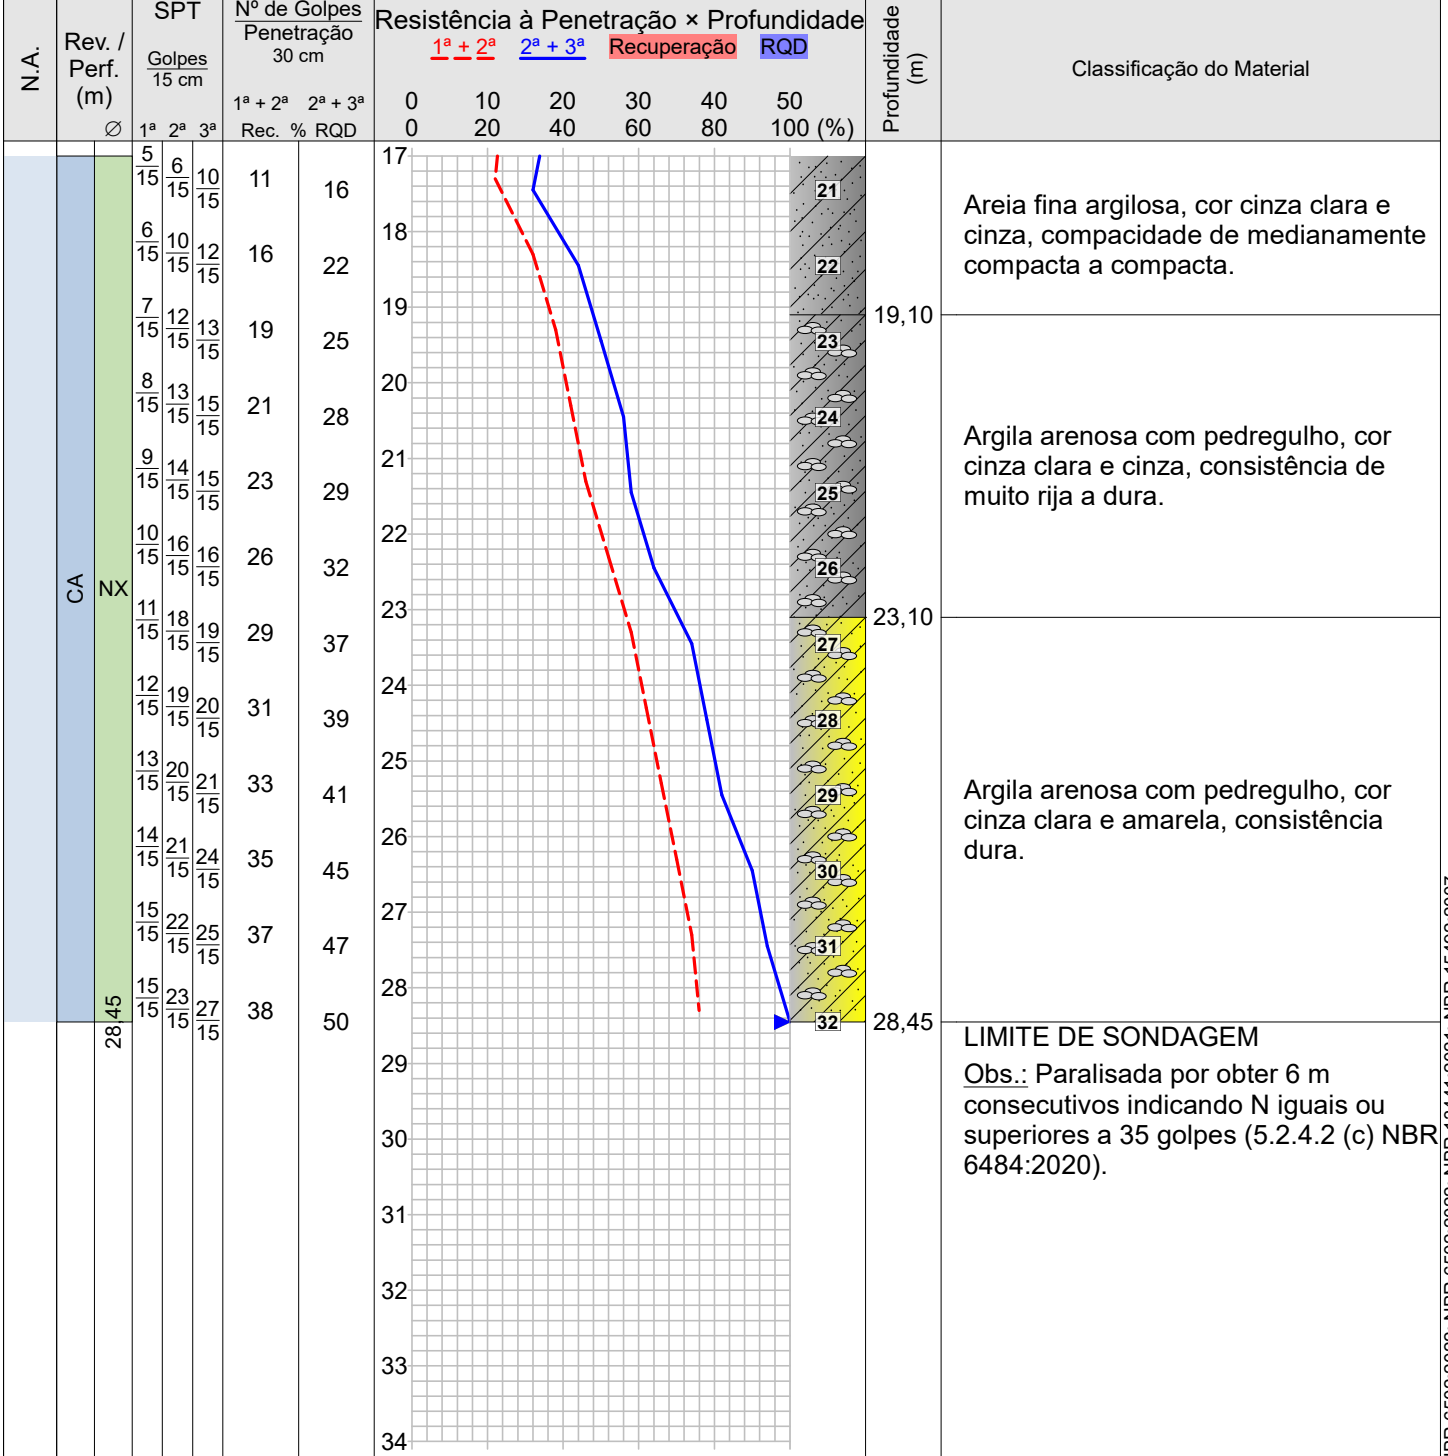 N.A.
Rev. /
Perf.
(m)
∅
SPT
Golpes
15 cm
1ª 2ª 3ª
Nº de Golpes
Penetração
30 cm
1ª + 2ª 2ª + 3ª
Rec. % RQD
Resistência à Penetração × Profundidade
1ª + 2ª 2ª + 3ª Recuperação RQD
0 10 20 30 40 50
0 20 40 60 80 100 (%)
Profundidade
(m)
Classificação do Material
CA
NX
28,45
5/15 6/15 10/15 11 16
6/15 10/15 12/15 16 22
7/15 12/15 13/15 19 25
8/15 13/15 15/15 21 28
9/15 14/15 15/15 23 29
10/15 16/15 16/15 26 32
11/15 18/15 19/15 29 37
12/15 19/15 20/15 31 39
13/15 20/15 21/15 33 41
14/15 21/15 24/15 35 45
15/15 22/15 25/15 37 47
15/15 23/15 27/15 38 50
17
18
19
20
21
22
23
24
25
26
27
28
29
30
31
32
33
34
21
22
23
24
25
26
27
28
29
30
31
32
19,10
23,10
28,45
Areia fina argilosa, cor cinza clara e
cinza, compacidade de medianamente
compacta a compacta.
Argila arenosa com pedregulho, cor
cinza clara e cinza, consistência de
muito rija a dura.
Argila arenosa com pedregulho, cor
cinza clara e amarela, consistência
dura.
LIMITE DE SONDAGEM
Obs.: Paralisada por obter 6 m
consecutivos indicando N iguais ou
superiores a 35 golpes (5.2.4.2 (c) NBR
6484:2020).